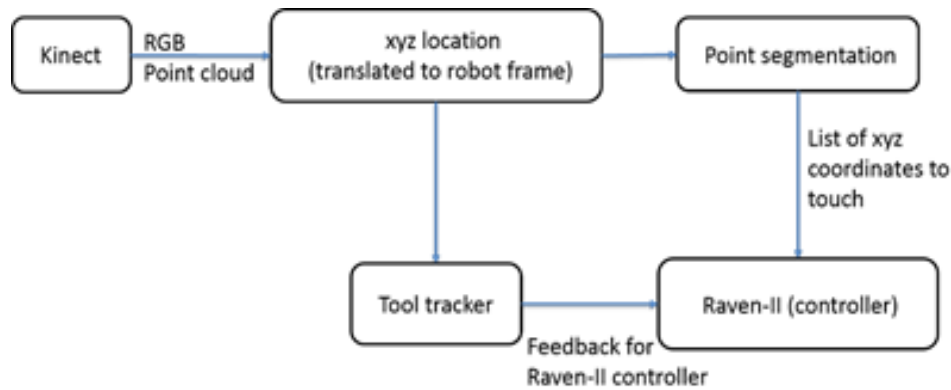 Kinect
RGB
Point cloud
xyz location
(translated to robot frame)
Point segmentation
List of xyz
coordinates to
touch
Tool tracker
Feedback for
Raven-II controller
Raven-II (controller)